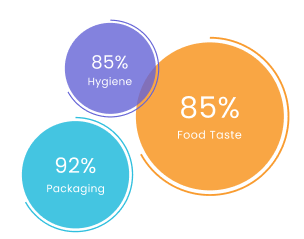 85%
Hygiene
85%
Food Taste
92%
Packaging